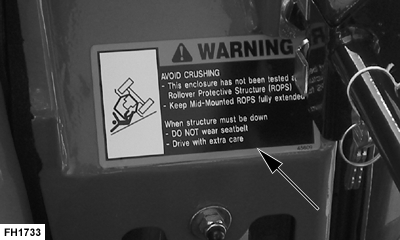 WARNING
AVOID CRUSHING
- This enclosure has not been tested
Rollover Protective Structure (ROPS)
- Keep Mid-Mounted ROPS fully extended
When structure must be down
- DO NOT wear seatbelt
- Drive with extra care
FH1733